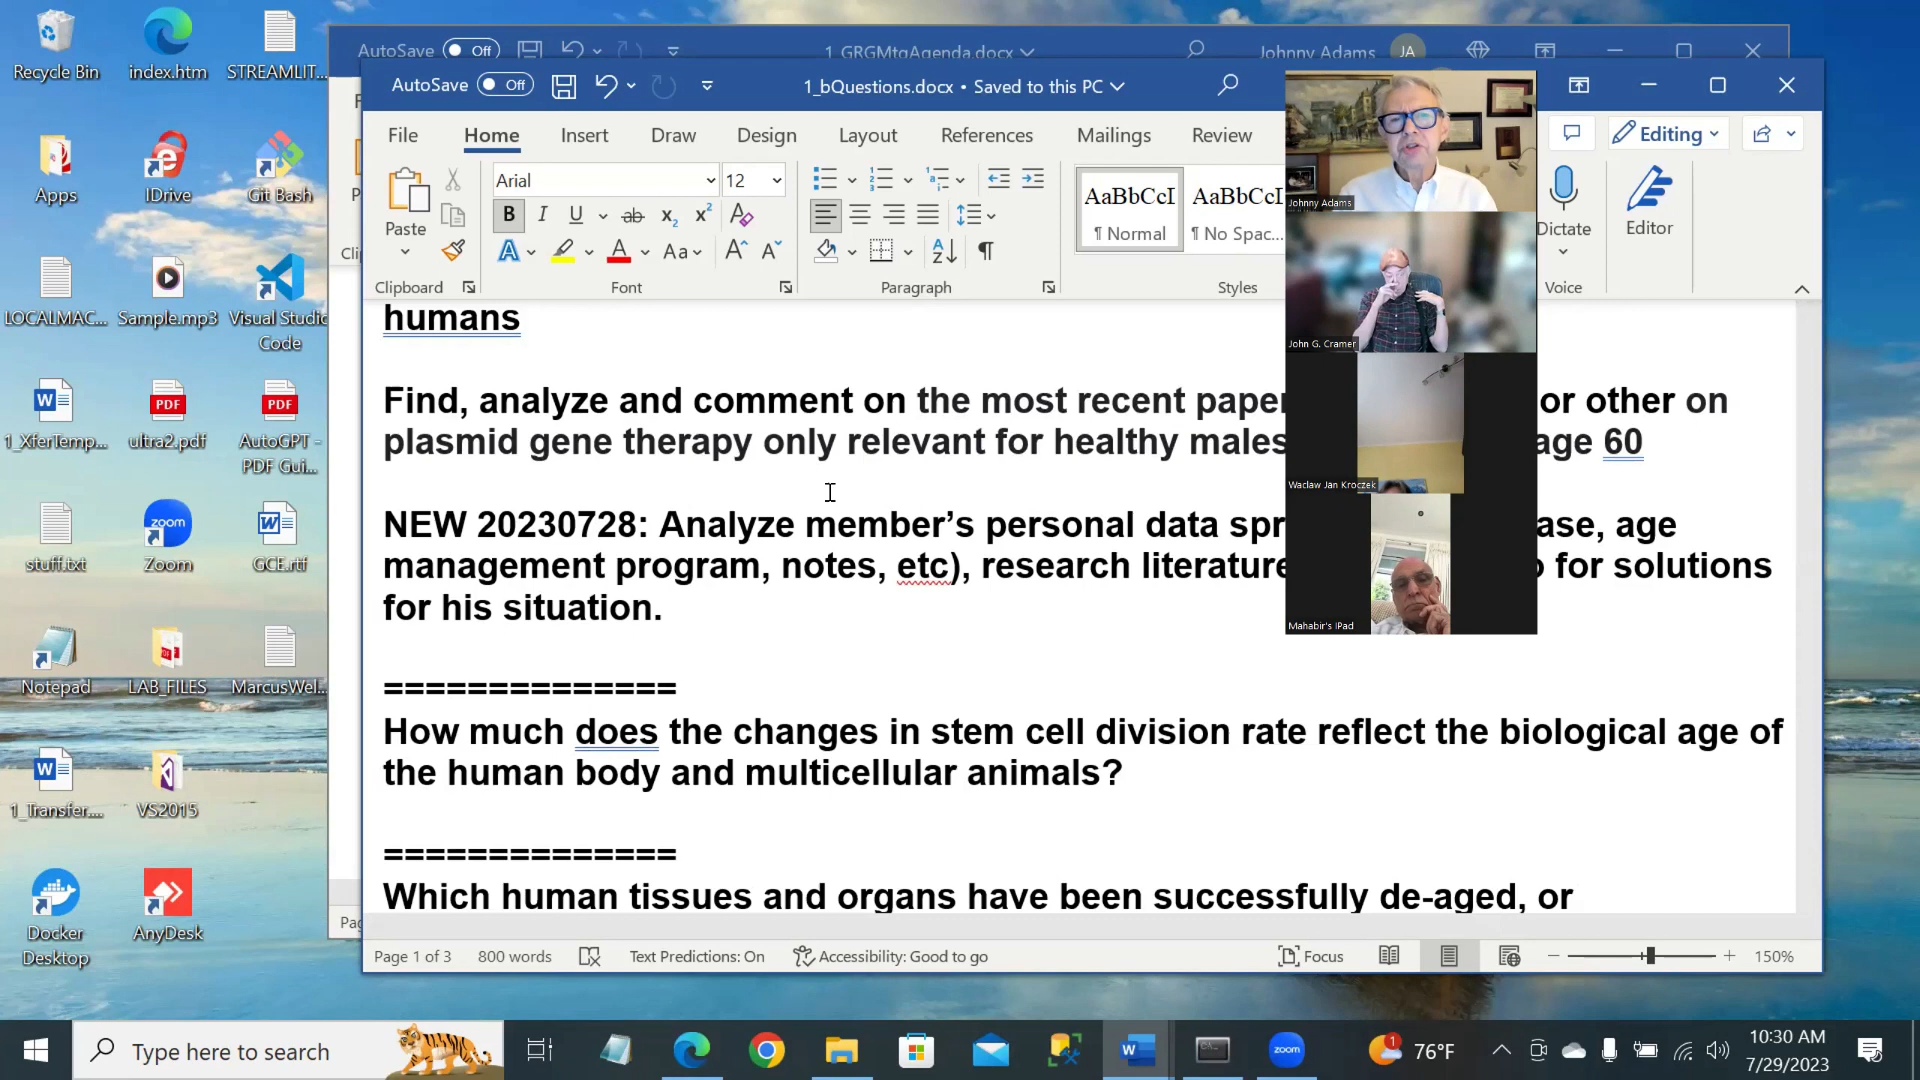 Recycle Bin
index.htm
STREAMLIT...
Apps
IDrive
Git Bash
LOCALMAC...
Sample.mp3
Visual Studio
Code
1_XferTemp...
ultra2.pdf
AutoGPT -
PDF Gui...
stuff.txt
Zoom
GCE.rtf
Notepad
LAB_FILES
MarcusWel...
1_Transfer....
VS2015
Docker
Desktop
AnyDesk
AutoSave Off
1_GRGMtgAgenda.docx
Johnny Adams JA
AutoSave Off
1_bQuestions.docx • Saved to this PC
File Home Insert Draw Design Layout References Mailings Review
Editing
Paste
Arial
12
AaBbCcI
¶ Normal
AaBbCcI
¶ No Spac...
Dictate
Editor
Clipboard
Font
Paragraph
Styles
Voice
humans
Find, analyze and comment on the most recent paper or other on
plasmid gene therapy only relevant for healthy males age 60
NEW 20230728: Analyze member’s personal data spr ase, age
management program, notes, etc), research literature for solutions
for his situation.
==============
How much does the changes in stem cell division rate reflect the biological age of
the human body and multicellular animals?
==============
Which human tissues and organs have been successfully de-aged, or
Johnny Adams
John G. Cramer
Waclaw Jan Kroczek
Mahabir's iPad
Page 1 of 3
800 words
Text Predictions: On
Accessibility: Good to go
Focus
150%
Type here to search
zoom
1
76°F
10:30 AM
7/29/2023